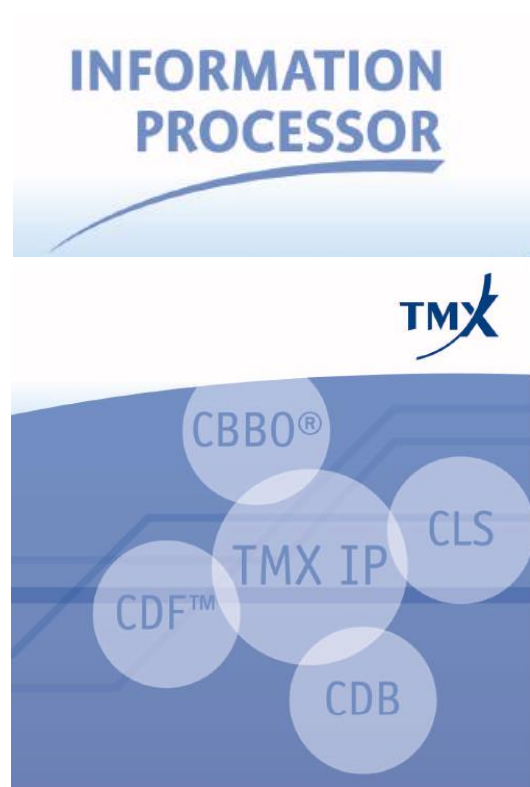 INFORMATION
PROCESSOR
TMX
CBBO®
CLS
TMX IP
CDF™
CDB